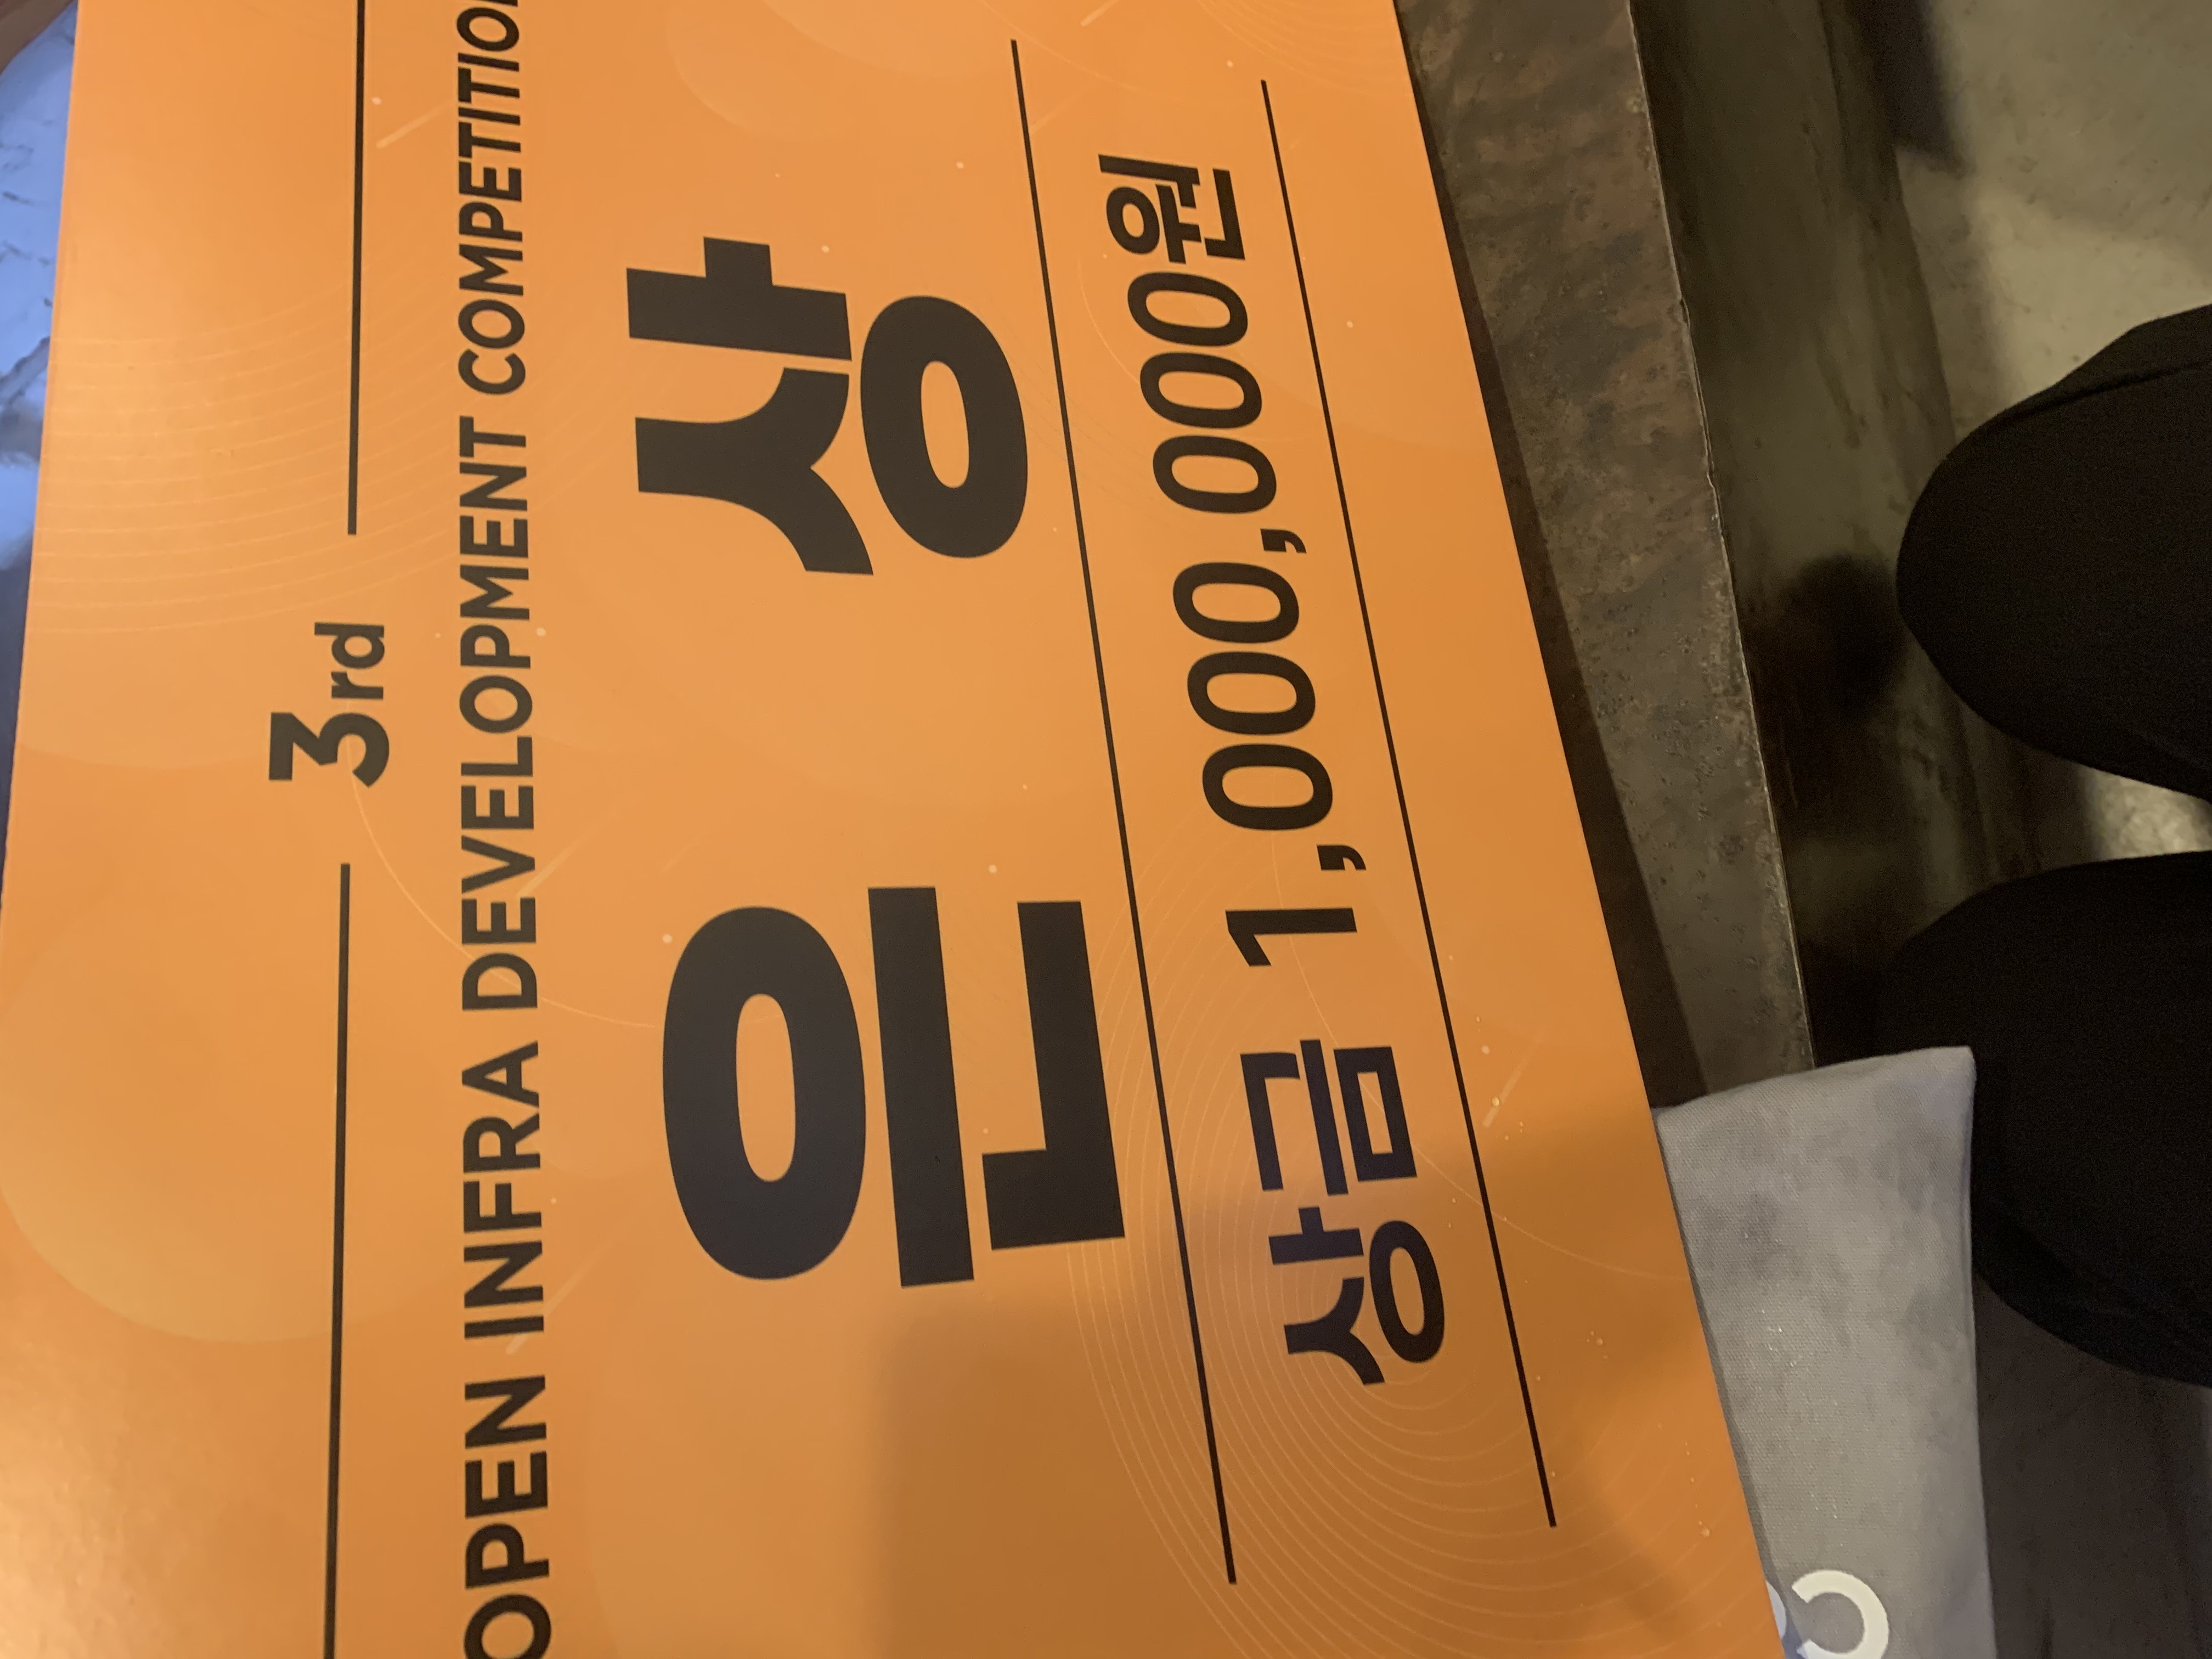 3rd
OPEN INFRA DEVELOPMENT COMPETITION
은 상
상금 1,000,000원